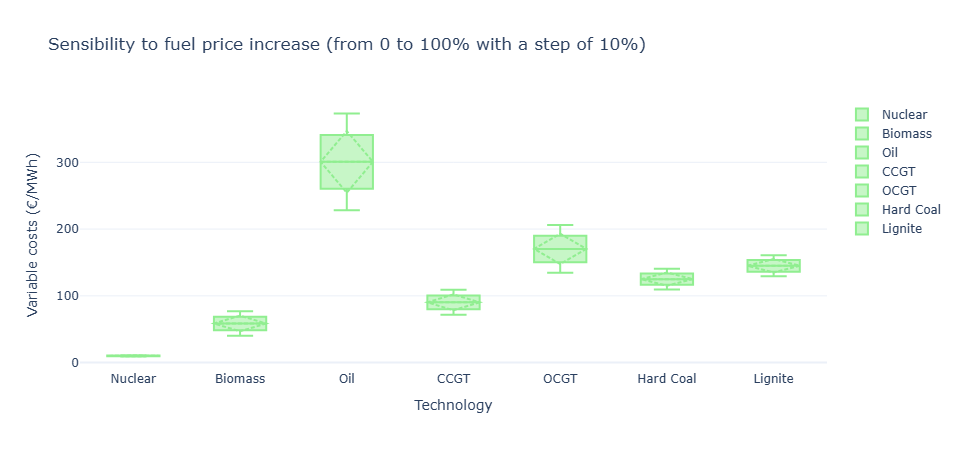 Sensibility to fuel price increase (from 0 to 100% with a step of 10%)
Nuclear
Biomass
Oil
CCGT
OCGT
Hard Coal
Lignite
Variable costs (€/MWh)
300
200
100
0
Nuclear Biomass Oil CCGT OCGT Hard Coal Lignite
Technology